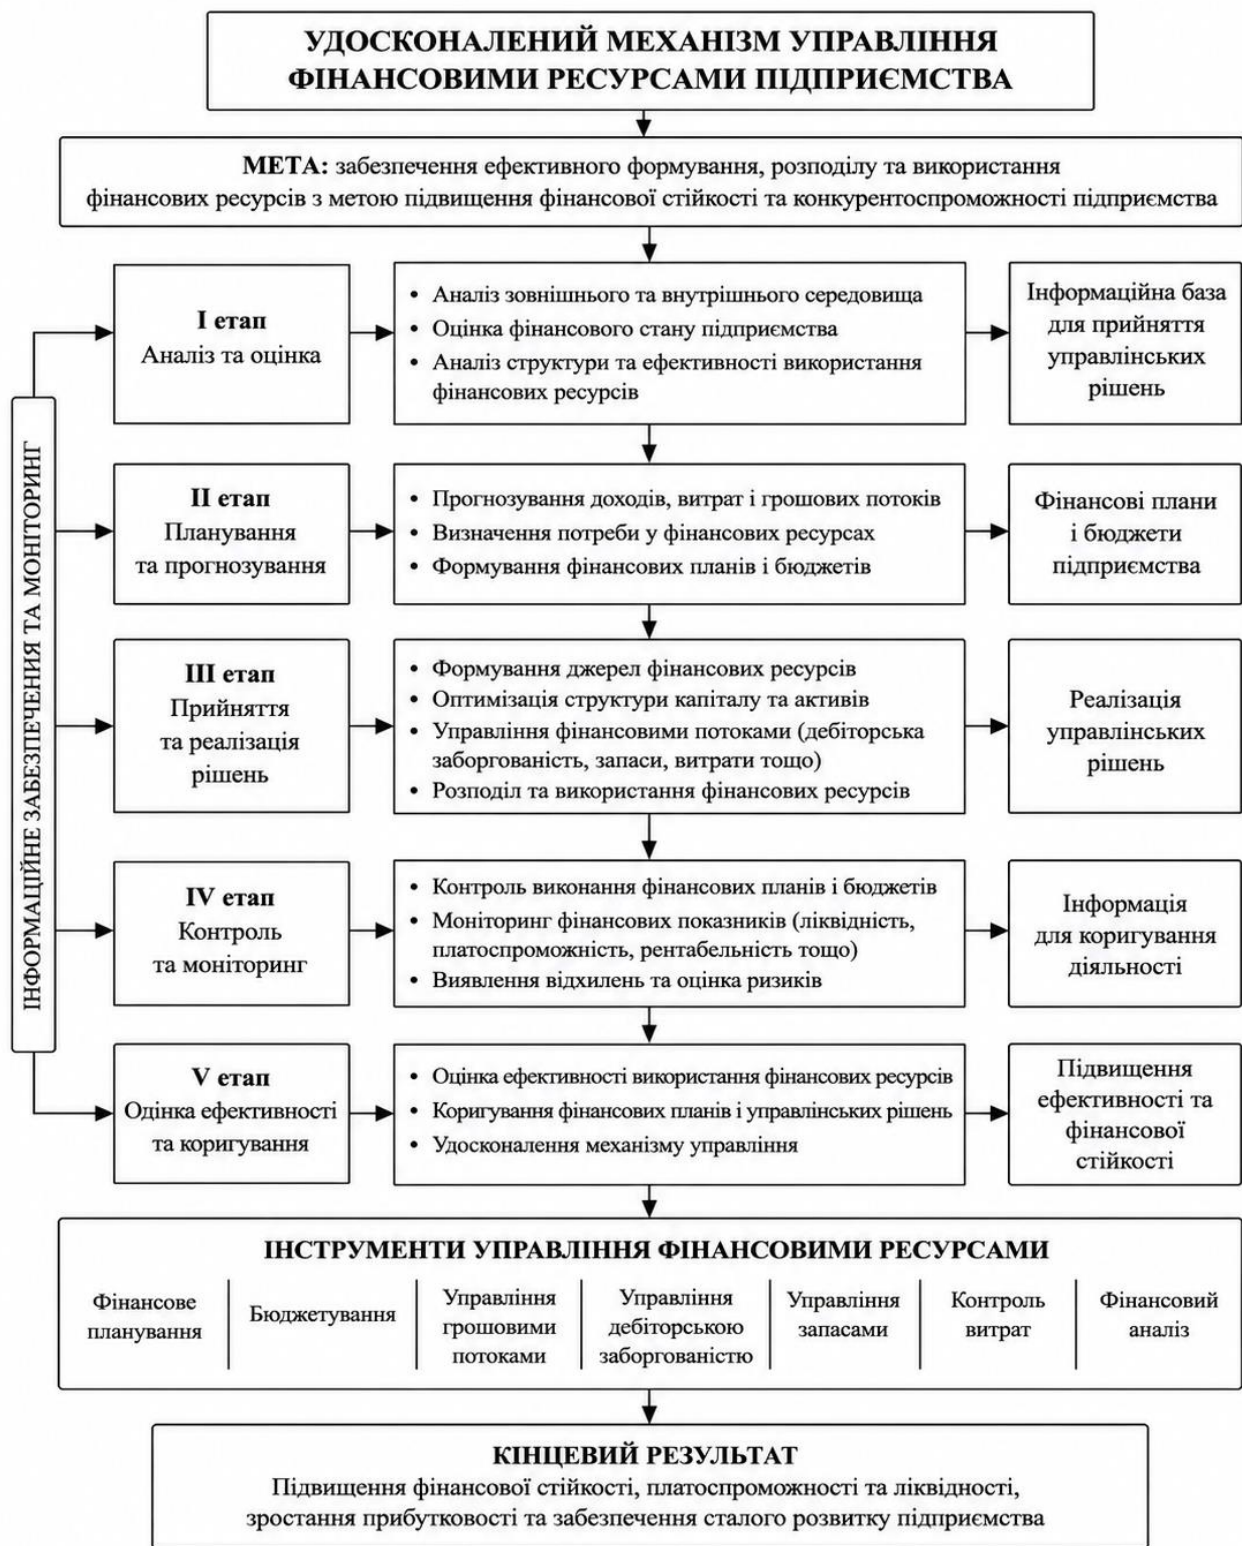 УДОСКОНАЛЕНИЙ МЕХАНІЗМ УПРАВЛІННЯ
ФІНАНСОВИМИ РЕСУРСАМИ ПІДПРИЄМСТВА
МЕТА: забезпечення ефективного формування, розподілу та використання
фінансових ресурсів з метою підвищення фінансової стійкості та конкурентоспроможності підприємства
ІНФОРМАЦІЙНЕ ЗАБЕЗПЕЧЕННЯ ТА МОНІТОРИНГ
I етап
Аналіз та оцінка
• Аналіз зовнішнього та внутрішнього середовища
• Оцінка фінансового стану підприємства
• Аналіз структури та ефективності використання
фінансових ресурсів
Інформаційна база
для прийняття
управлінських
рішень
II етап
Планування
та прогнозування
• Прогнозування доходів, витрат і грошових потоків
• Визначення потреби у фінансових ресурсах
• Формування фінансових планів і бюджетів
Фінансові плани
і бюджети
підприємства
III етап
Прийняття
та реалізація
рішень
• Формування джерел фінансових ресурсів
• Оптимізація структури капіталу та активів
• Управління фінансовими потоками (дебіторська
заборгованість, запаси, витрати тощо)
• Розподіл та використання фінансових ресурсів
Реалізація
управлінських
рішень
IV етап
Контроль
та моніторинг
• Контроль виконання фінансових планів і бюджетів
• Моніторинг фінансових показників (ліквідність,
платоспроможність, рентабельність тощо)
• Виявлення відхилень та оцінка ризиків
Інформація
для коригування
діяльності
V етап
Одінка ефективності
та коригування
• Оцінка ефективності використання фінансових ресурсів
• Коригування фінансових планів і управлінських рішень
• Удосконалення механізму управління
Підвищення
ефективності та
фінансової
стійкості
ІНСТРУМЕНТИ УПРАВЛІННЯ ФІНАНСОВИМИ РЕСУРСАМИ
Фінансове
планування
Бюджетування
Управління
грошовими
потоками
Управління
дебіторською
заборгованістю
Управління
запасами
Контроль
витрат
Фінансовий
аналіз
КІНЦЕВИЙ РЕЗУЛЬТАТ
Підвищення фінансової стійкості, платоспроможності та ліквідності,
зростання прибутковості та забезпечення сталого розвитку підприємства